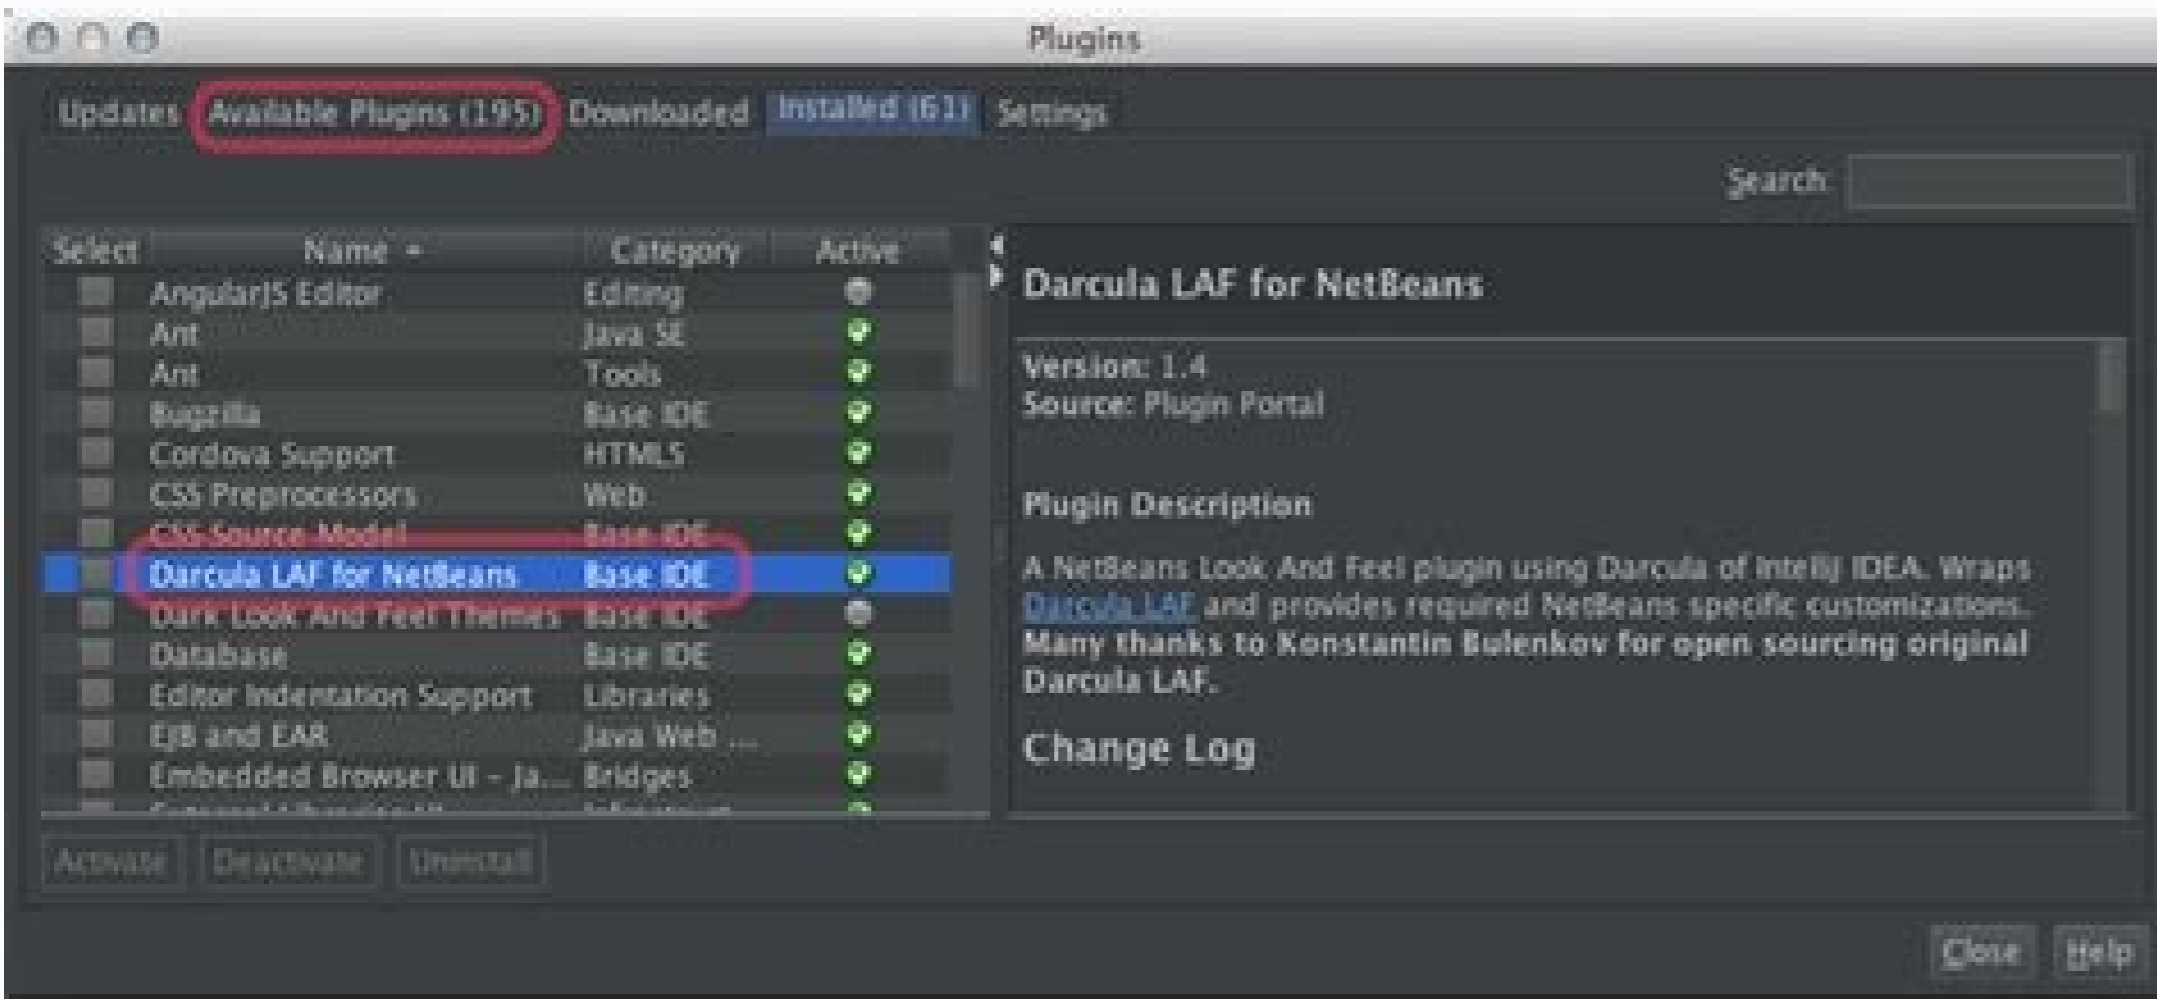 Plugins
Updates Available Plugins (195) Downloaded Installed (61) Settings
Search:
Select Name Category Active
AngularJS Editor Editing
Ant Java SE
Ant Tools
Bugzilla Base IDE
Cordova Support HTML5
CSS Preprocessors Web
CSS Source Model Base IDE
Darcula LAF for NetBeans Base IDE
Dark Look And Feel Themes Base IDE
Database Base IDE
Editor Indentation Support Libraries
EJB and EAR Java Web ...
Embedded Browser UI - Ja... Bridges
Activate Deactivate Uninstall
Darcula LAF for NetBeans
Version: 1.4
Source: Plugin Portal
Plugin Description
A NetBeans Look And Feel plugin using Darcula of IntelliJ IDEA. Wraps
Darcula LAF and provides required NetBeans specific customizations.
Many thanks to Konstantin Bulenkov for open sourcing original
Darcula LAF.
Change Log
Close Help